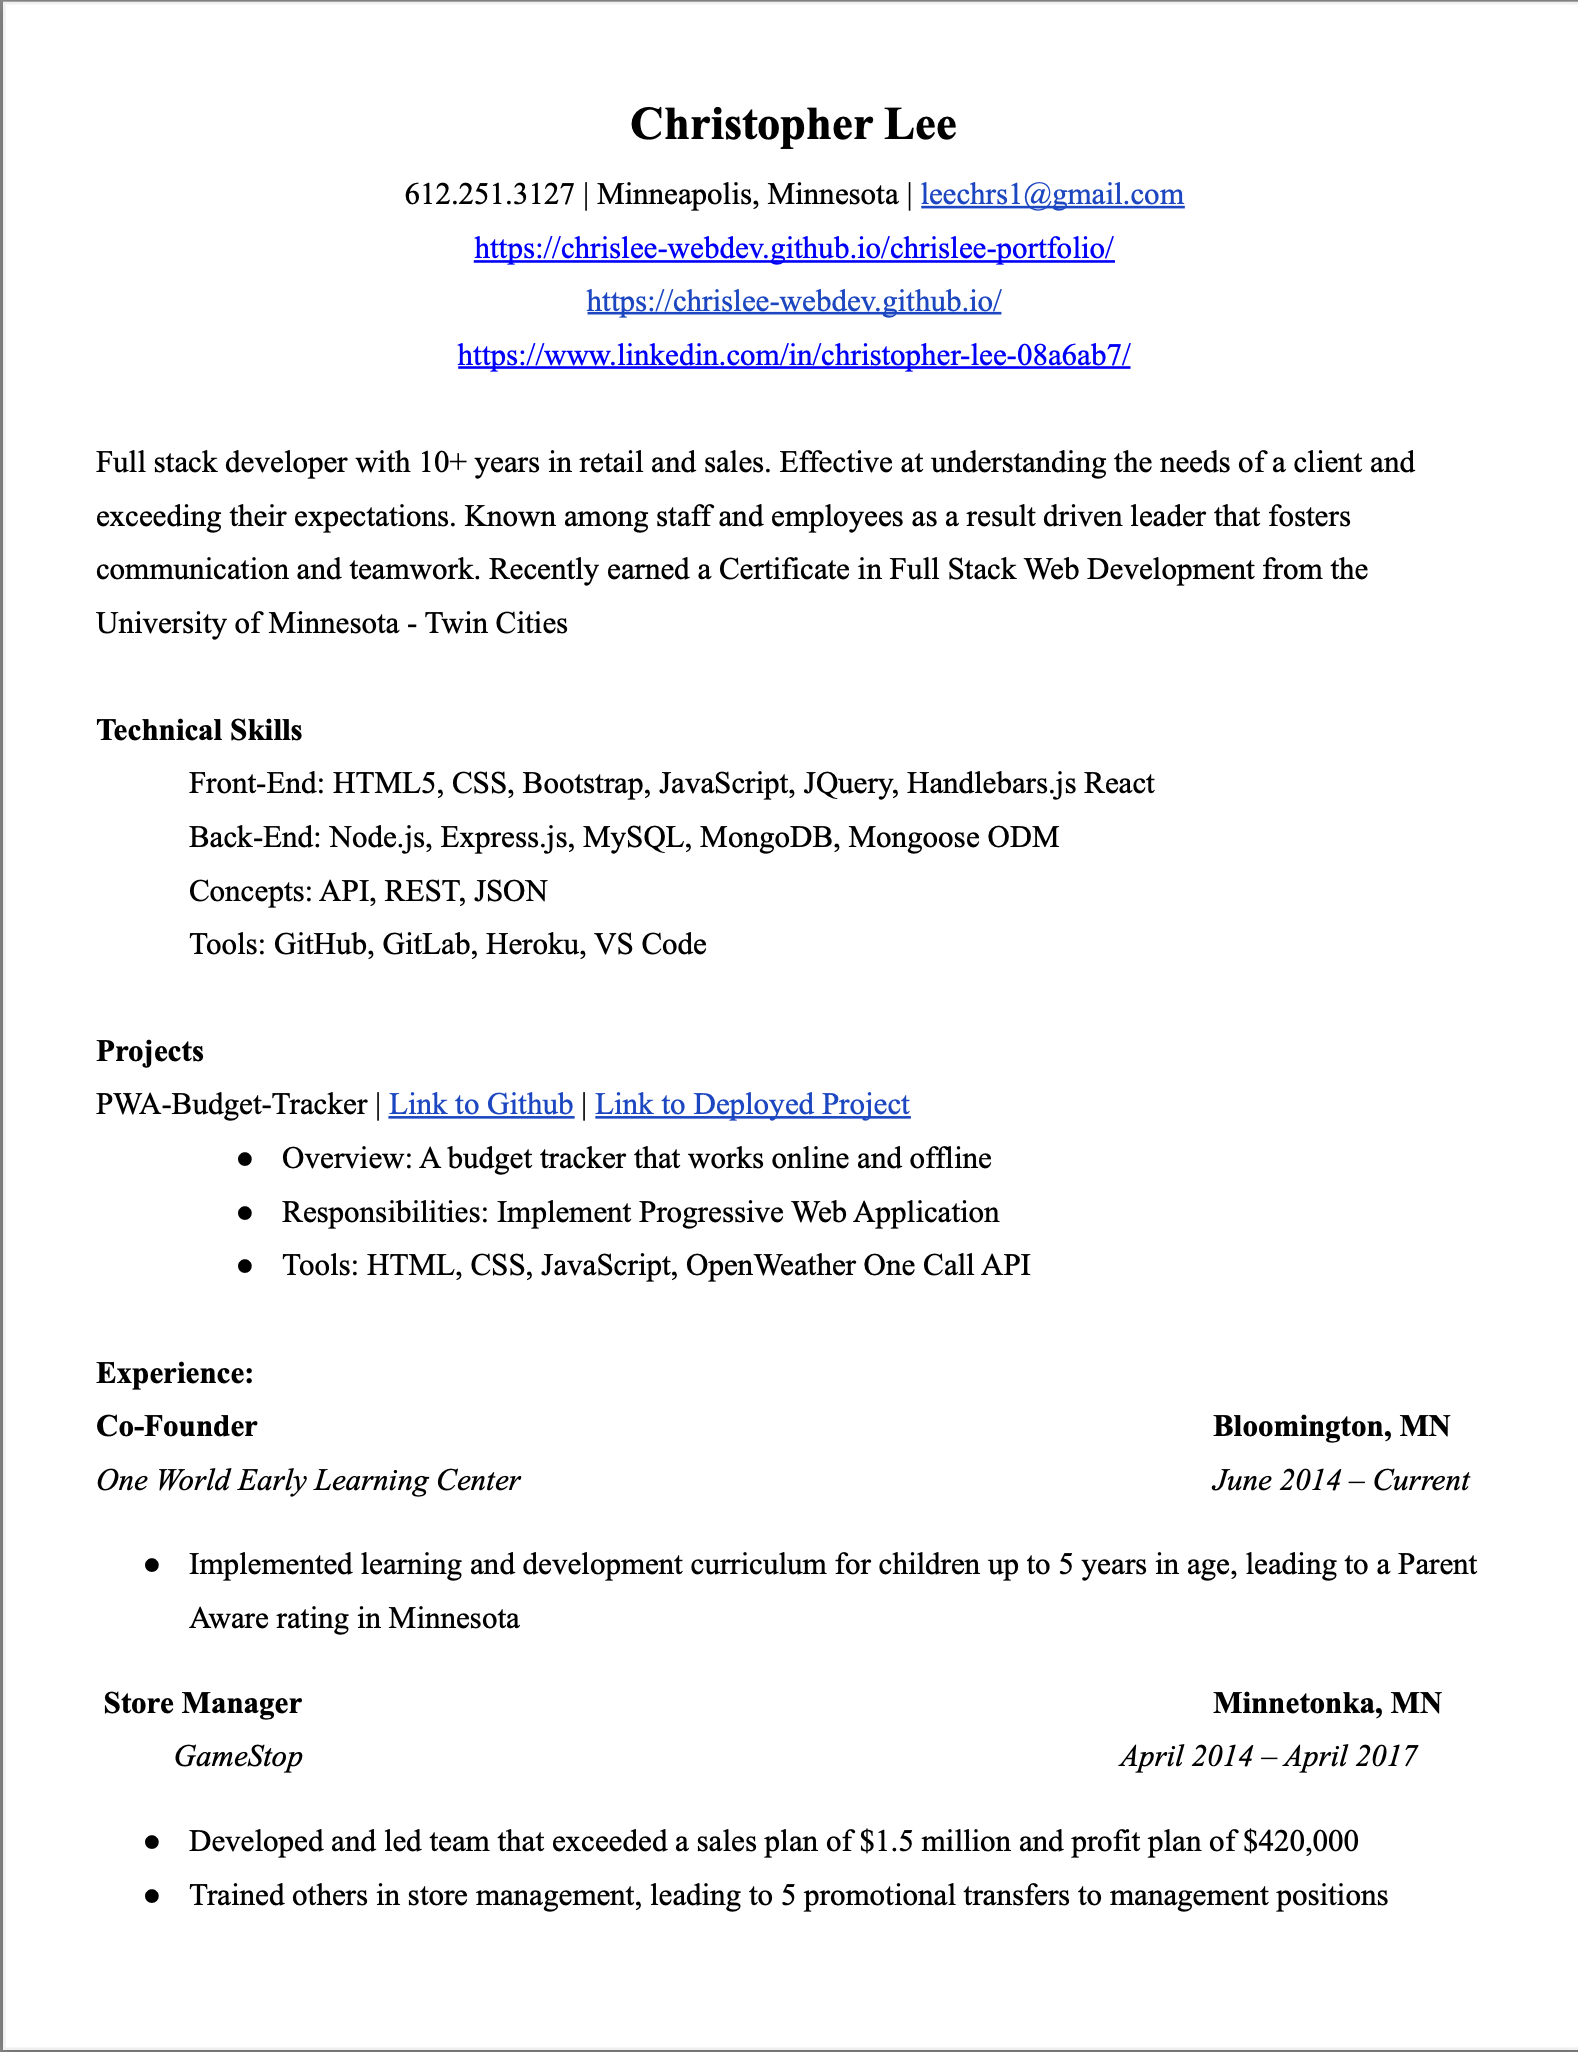 Christopher Lee
612.251.3127 | Minneapolis, Minnesota | leechrs1@gmail.com
https://chrislee-webdev.github.io/chrislee-portfolio/
https://chrislee-webdev.github.io/
https://www.linkedin.com/in/christopher-lee-08a6ab7/
Full stack developer with 10+ years in retail and sales. Effective at understanding the needs of a client and
exceeding their expectations. Known among staff and employees as a result driven leader that fosters
communication and teamwork. Recently earned a Certificate in Full Stack Web Development from the
University of Minnesota - Twin Cities
Technical Skills
Front-End: HTML5, CSS, Bootstrap, JavaScript, JQuery, Handlebars.js React
Back-End: Node.js, Express.js, MySQL, MongoDB, Mongoose ODM
Concepts: API, REST, JSON
Tools: GitHub, GitLab, Heroku, VS Code
Projects
PWA-Budget-Tracker | Link to Github | Link to Deployed Project
● Overview: A budget tracker that works online and offline
● Responsibilities: Implement Progressive Web Application
● Tools: HTML, CSS, JavaScript, OpenWeather One Call API
Experience:
Co-Founder Bloomington, MN
One World Early Learning Center June 2014 – Current
● Implemented learning and development curriculum for children up to 5 years in age, leading to a Parent
Aware rating in Minnesota
Store Manager Minnetonka, MN
GameStop April 2014 – April 2017
● Developed and led team that exceeded a sales plan of $1.5 million and profit plan of $420,000
● Trained others in store management, leading to 5 promotional transfers to management positions